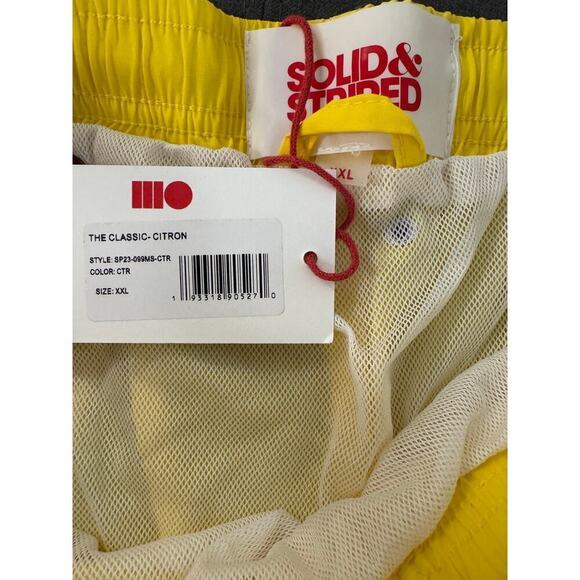 SOLID&
STRIPED
XXL
THE CLASSIC- CITRON
STYLE: SP23-099MS-CTR
COLOR: CTR
SIZE: XXL
1 93318 90527 0